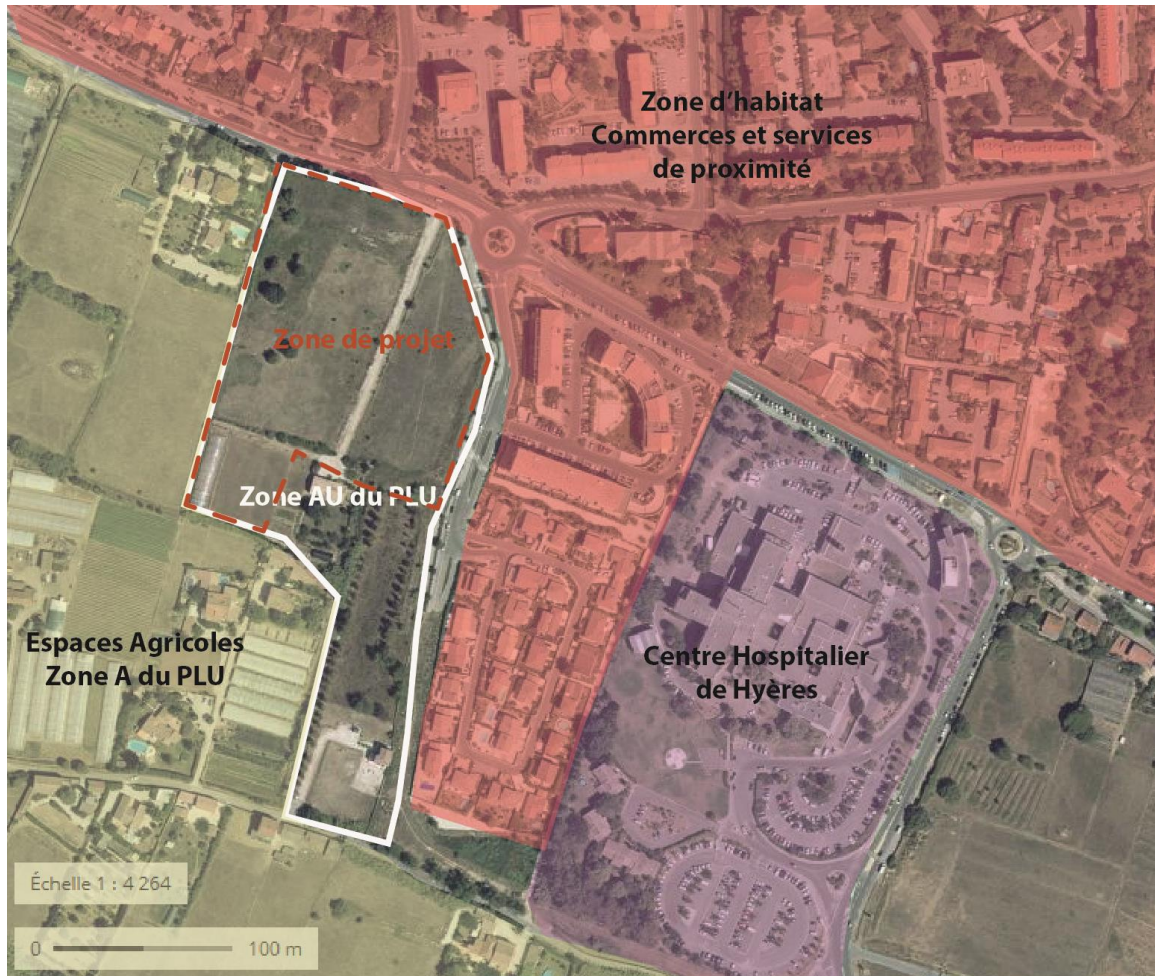 Zone d'habitat
Commerces et services
de proximité
Zone de projet
Zone AU du PLU
Espaces Agricoles
Zone A du PLU
Centre Hospitalier
de Hyères
Échelle 1 : 4 264
0 100 m